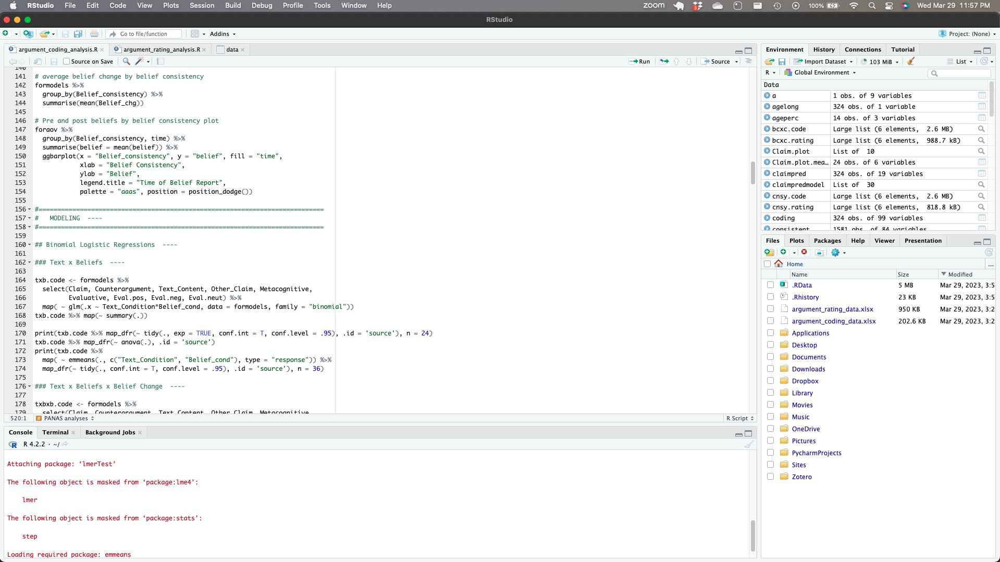 RStudio File Edit Code View Plots Session Build Debug Profile Tools Window Help zoom 3 100% Wed Mar 29 11:57 PM
RStudio
Go to file/function Addins Project: (None)
argument_coding_analysis.R argument_rating_analysis.R data
Source on Save Run Source
140
141 # average belief change by belief consistency
142 formodels %>%
143 group_by(Belief_consistency) %>%
144 summarise(mean(Belief_chg))
145
146 # Pre and post beliefs by belief consistency plot
147 foraov %>%
148 group_by(Belief_consistency, time) %>%
149 summarise(belief = mean(belief)) %>%
150 ggbarplot(x = "Belief_consistency", y = "belief", fill = "time",
151 xlab = "Belief Consistency",
152 ylab = "Belief",
153 legend.title = "Time of Belief Report",
154 palette = "aaas", position = position_dodge())
155
156 #============================================================================
157 # MODELING ----
158 #============================================================================
159
160 ## Binomial Logistic Regressions ----
161
162 ### Text x Beliefs ----
163
164 txb.code <- formodels %>%
165 select(Claim, Counterargument, Text_Content, Other_Claim, Metacognitive,
166 Evaluative, Eval.pos, Eval.neg, Eval.neut) %>%
167 map( ~ glm(.x ~ Text_Condition*Belief_cond, data = formodels, family = "binomial"))
168 txb.code %>% map(~ summary(.))
169
170 print(txb.code %>% map_dfr(~ tidy(., exp = TRUE, conf.int = T, conf.level = .95), .id = 'source'), n = 24)
171 txb.code %>% map_dfr(~ anova(.), .id = 'source')
172 print(txb.code %>%
173 map( ~ emmeans(., c("Text_Condition", "Belief_cond"), type = "response")) %>%
174 map_dfr(~ tidy(., conf.int = T, conf.level = .95), .id = 'source'), n = 36)
175
176 ### Text x Beliefs x Belief Change ----
177
178 txbxb.code <- formodels %>%
179 select(Claim, Counterargument, Text_Content, Other_Claim, Metacognitive,
520:1 # PANAS analyses R Script
Console Terminal Background Jobs
R 4.2.2 · ~/
Attaching package: ‘lmerTest’
The following object is masked from ‘package:lme4’:
lmer
The following object is masked from ‘package:stats’:
step
Loading required package: emmeans
Environment History Connections Tutorial
Import Dataset 103 MiB List
R Global Environment
Data
a 1 obs. of 9 variables
agelong 324 obs. of 1 variable
ageperc 14 obs. of 3 variables
bcxc.code Large list (6 elements, 2.6 MB)
bcxc.rating Large list (6 elements, 988.7 kB)
Claim.plot List of 10
Claim.plot.mea… 24 obs. of 6 variables
claimpred 324 obs. of 19 variables
claimpredmodel List of 30
cnsy.code Large list (6 elements, 2.6 MB)
cnsy.rating Large list (6 elements, 818.8 kB)
coding 324 obs. of 99 variables
consistent 1581 obs. of 84 variables
Files Plots Packages Help Viewer Presentation
Home ...
Name Size Modified
.RData 5 MB Mar 29, 2023, 3:5
.Rhistory 23 KB Mar 29, 2023, 3:5
argument_rating_data.xlsx 950 KB Mar 29, 2023, 3:2
argument_coding_data.xlsx 202.6 KB Mar 29, 2023, 3:2
Applications
Desktop
Documents
Downloads
Dropbox
Library
Movies
Music
OneDrive
Pictures
PycharmProjects
Sites
Zotero